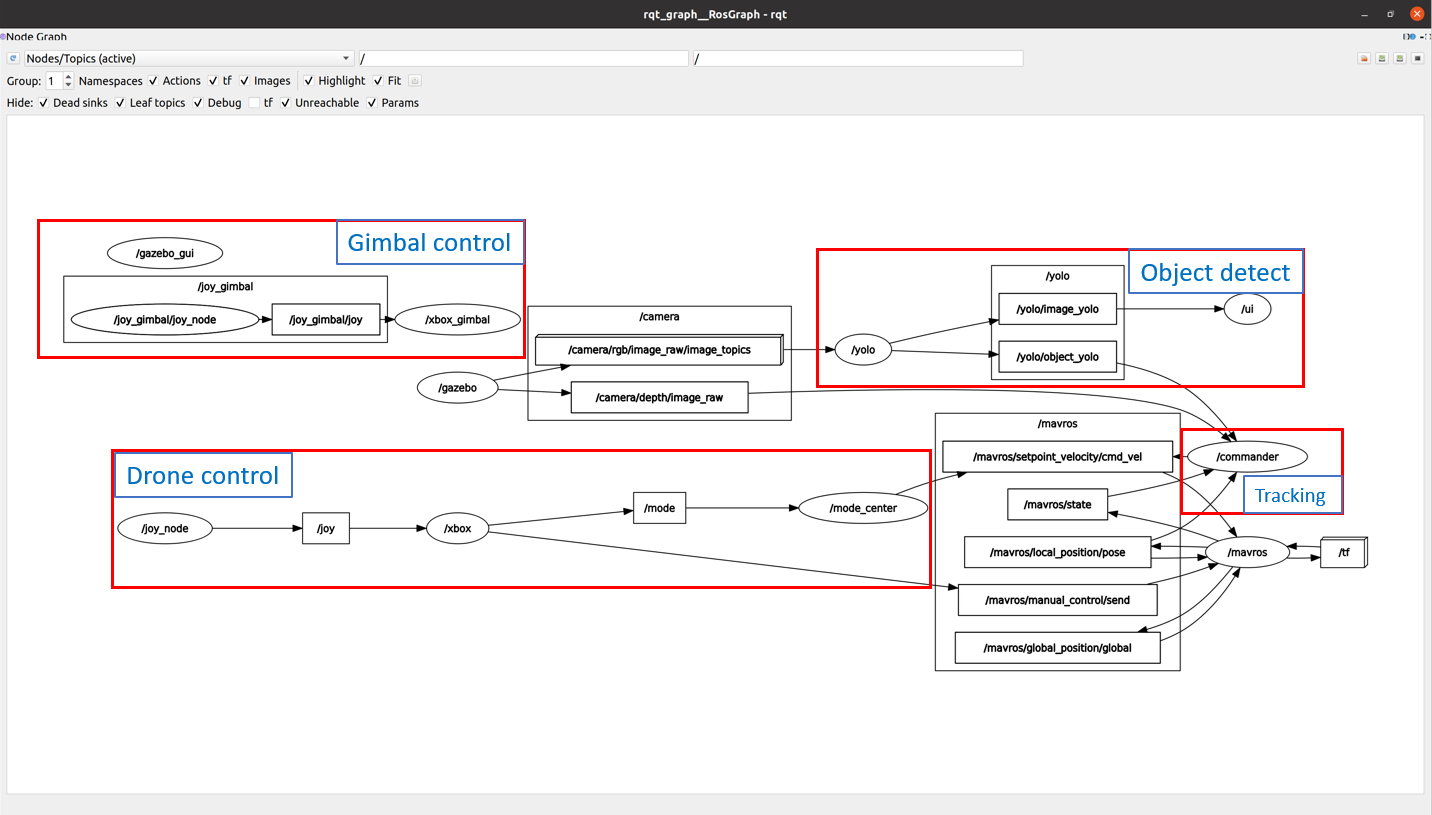 rqt_graph__RosGraph - rqt
Node Graph
Nodes/Topics (active)
/
/
Group: 1 Namespaces Actions tf Images Highlight Fit
Hide: Dead sinks Leaf topics Debug tf Unreachable Params
Gimbal control
/gazebo_gui
/joy_gimbal
/joy_gimbal/joy_node
/joy_gimbal/joy
/xbox_gimbal
/gazebo
/camera
/camera/rgb/image_raw/image_topics
/camera/depth/image_raw
Object detect
/yolo
/yolo
/yolo/image_yolo
/yolo/object_yolo
/ui
Drone control
/joy_node
/joy
/xbox
/mode
/mode_center
/mavros
/mavros/setpoint_velocity/cmd_vel
/mavros/state
/mavros/local_position/pose
/mavros/manual_control/send
/mavros/global_position/global
/commander
Tracking
/mavros
/tf